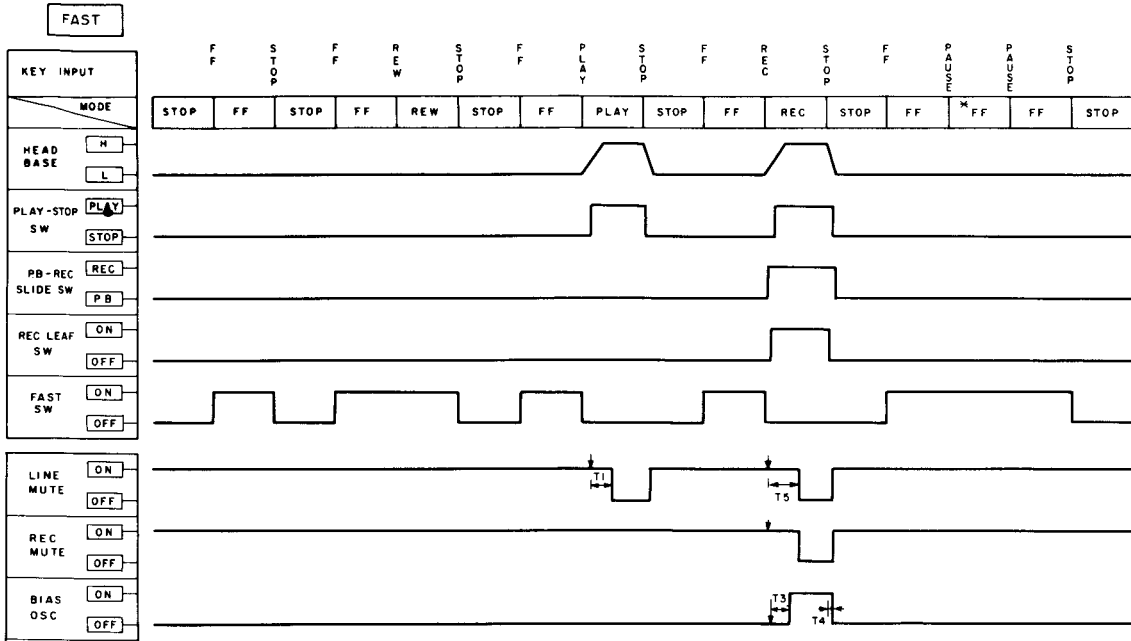 FAST
KEY INPUT FF STOP FF REW STOP FF PLAY STOP FF REC STOP FF PAUSE PAUSE STOP
MODE STOP FF STOP FF REW STOP FF PLAY STOP FF REC STOP FF *FF FF STOP
HEAD BASE H L
PLAY-STOP SW PLAY STOP
PB-REC SLIDE SW REC PB
REC LEAF SW ON OFF
FAST SW ON OFF
LINE MUTE ON OFF T1 T5
REC MUTE ON OFF
BIAS OSC ON OFF T3 T4